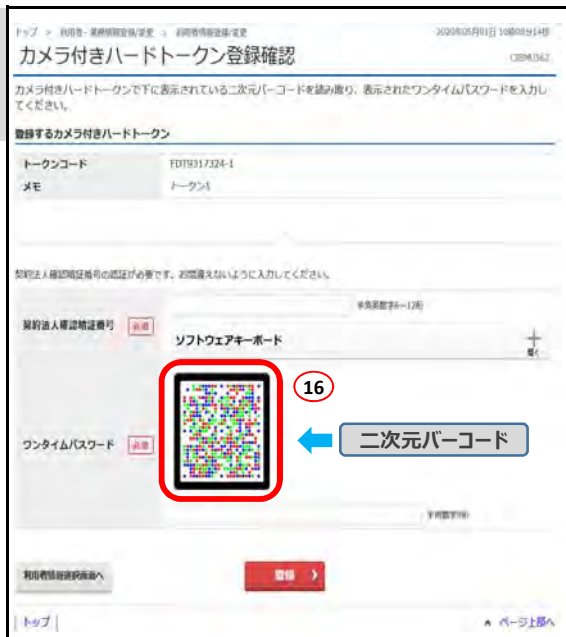 トップ > 利用者・業務情報登録/変更 > 利用者情報登録/変更
2020年05月01日 10時08分14秒
カメラ付きハードトークン登録確認
カメラ付きハードトークンで下に表示されている二次元バーコードを読み取り、表示されたワンタイムパスワードを入力し
てください。
登録するカメラ付きハードトークン
トークンコード FDT9317324-1
メモ トークン1
契約法人確認暗証番号の認証が必要です。お間違えないように入力してください。
契約法人確認暗証番号 必須
ソフトウェアキーボード
開く
16
ワンタイムパスワード 必須
二次元バーコード
利用者情報選択画面へ
登録
トップ
ページ上部へ